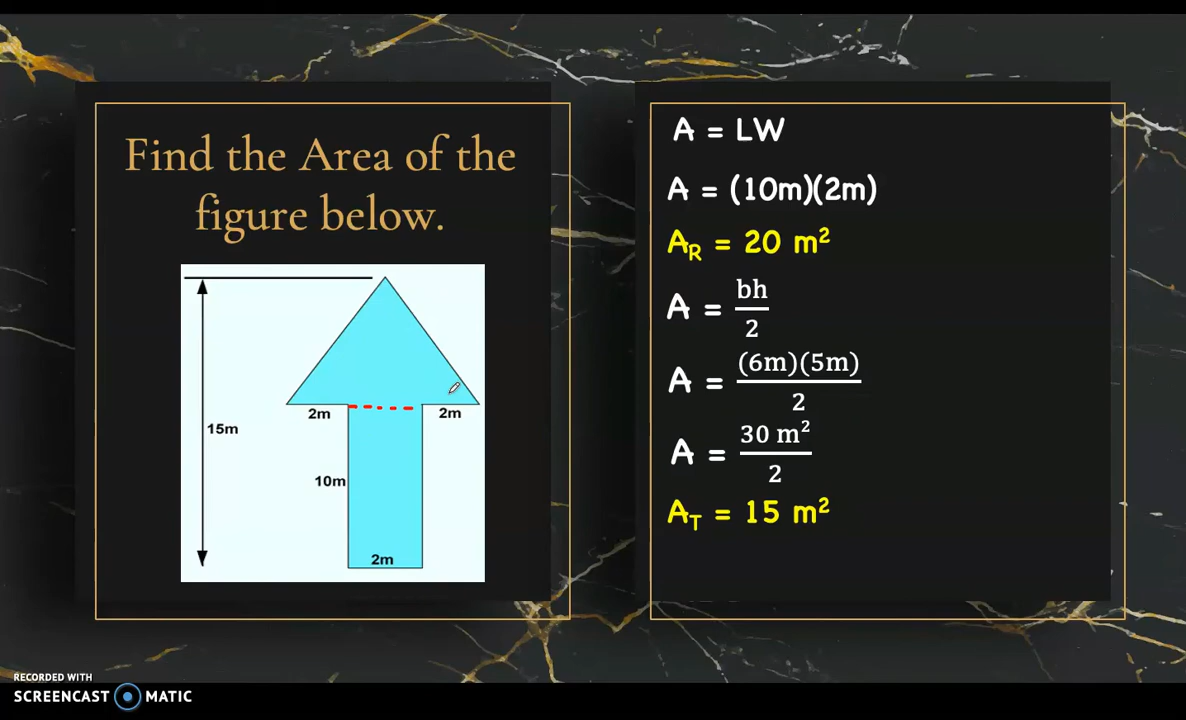 Find the Area of the
figure below.
15m
2m
2m
10m
2m
A = LW
A = (10m)(2m)
A_R = 20 m²
A = bh/2
A = (6m)(5m)/2
A = 30 m²/2
A_T = 15 m²
RECORDED WITH
SCREENCAST MATIC